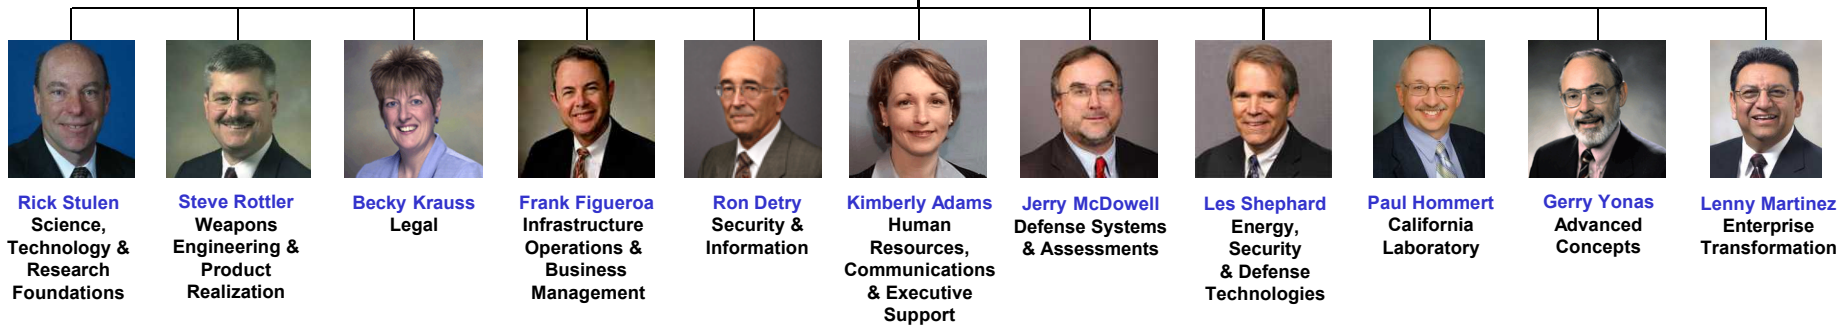 Rick Stulen
Science,
Technology &
Research
Foundations
Steve Rottler
Weapons
Engineering &
Product
Realization
Becky Krauss
Legal
Frank Figueroa
Infrastructure
Operations &
Business
Management
Ron Detry
Security &
Information
Kimberly Adams
Human
Resources,
Communications
& Executive
Support
Jerry McDowell
Defense Systems
& Assessments
Les Shephard
Energy,
Security
& Defense
Technologies
Paul Hommert
California
Laboratory
Gerry Yonas
Advanced
Concepts
Lenny Martinez
Enterprise
Transformation